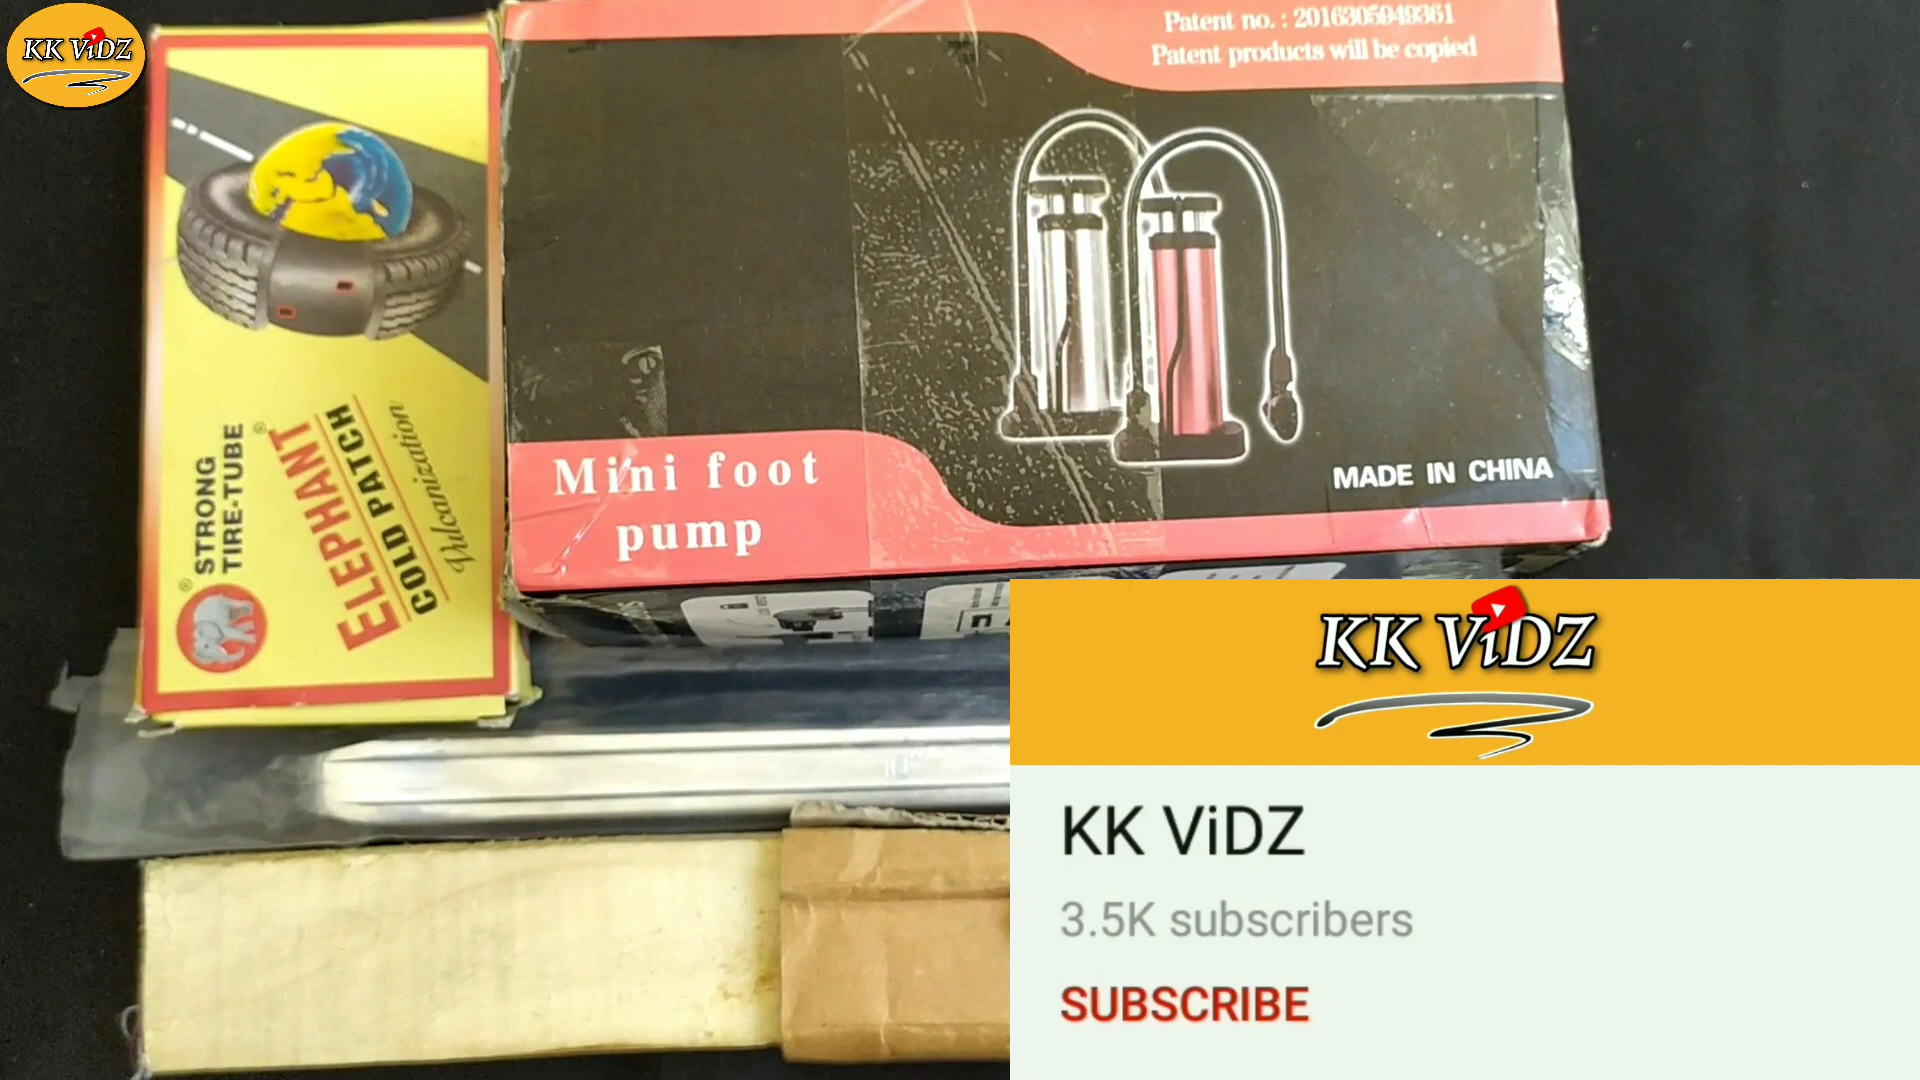 KK ViDZ
Patent no. : 2016305949361
Patent products will be copied
STRONG
TIRE-TUBE
ELEPHANT
COLD PATCH
Vulcanization
Mini foot
pump
MADE IN CHINA
KK ViDZ
KK ViDZ
3.5K subscribers
SUBSCRIBE